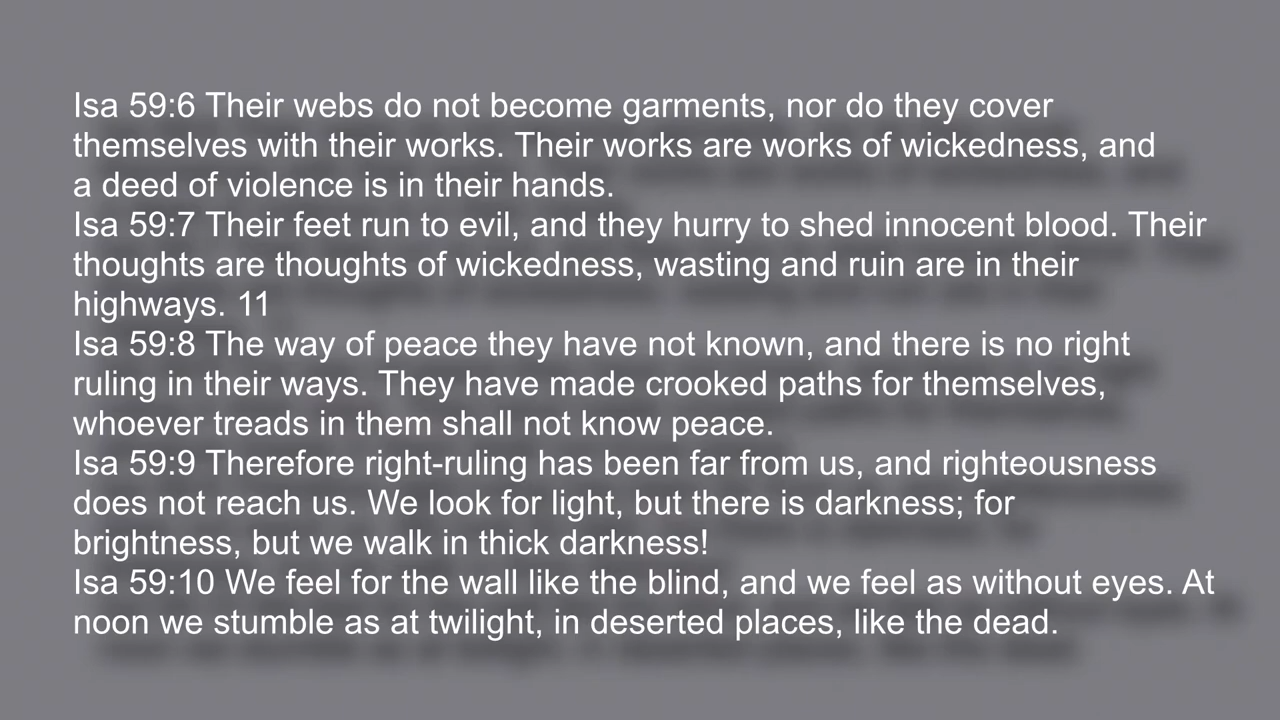 Isa 59:6 Their webs do not become garments, nor do they cover
themselves with their works. Their works are works of wickedness, and
a deed of violence is in their hands.
Isa 59:7 Their feet run to evil, and they hurry to shed innocent blood. Their
thoughts are thoughts of wickedness, wasting and ruin are in their
highways. 11
Isa 59:8 The way of peace they have not known, and there is no right
ruling in their ways. They have made crooked paths for themselves,
whoever treads in them shall not know peace.
Isa 59:9 Therefore right-ruling has been far from us, and righteousness
does not reach us. We look for light, but there is darkness; for
brightness, but we walk in thick darkness!
Isa 59:10 We feel for the wall like the blind, and we feel as without eyes. At
noon we stumble as at twilight, in deserted places, like the dead.